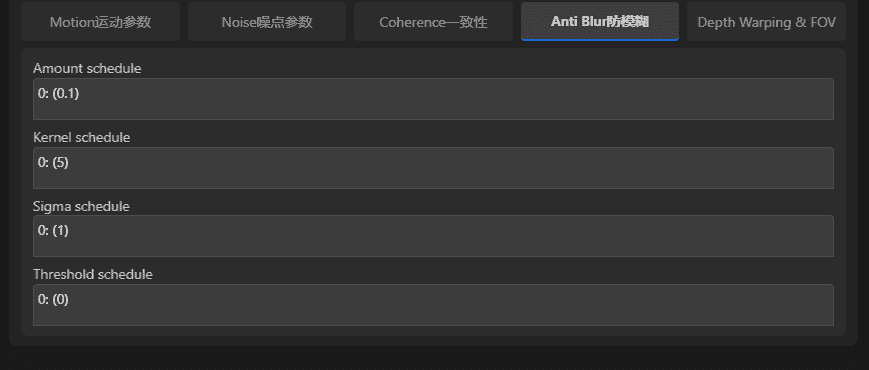 Motion运动参数 Noise噪点参数 Coherence一致性 Anti Blur防模糊 Depth Warping & FOV
Amount schedule
0: (0.1)
Kernel schedule
0: (5)
Sigma schedule
0: (1)
Threshold schedule
0: (0)